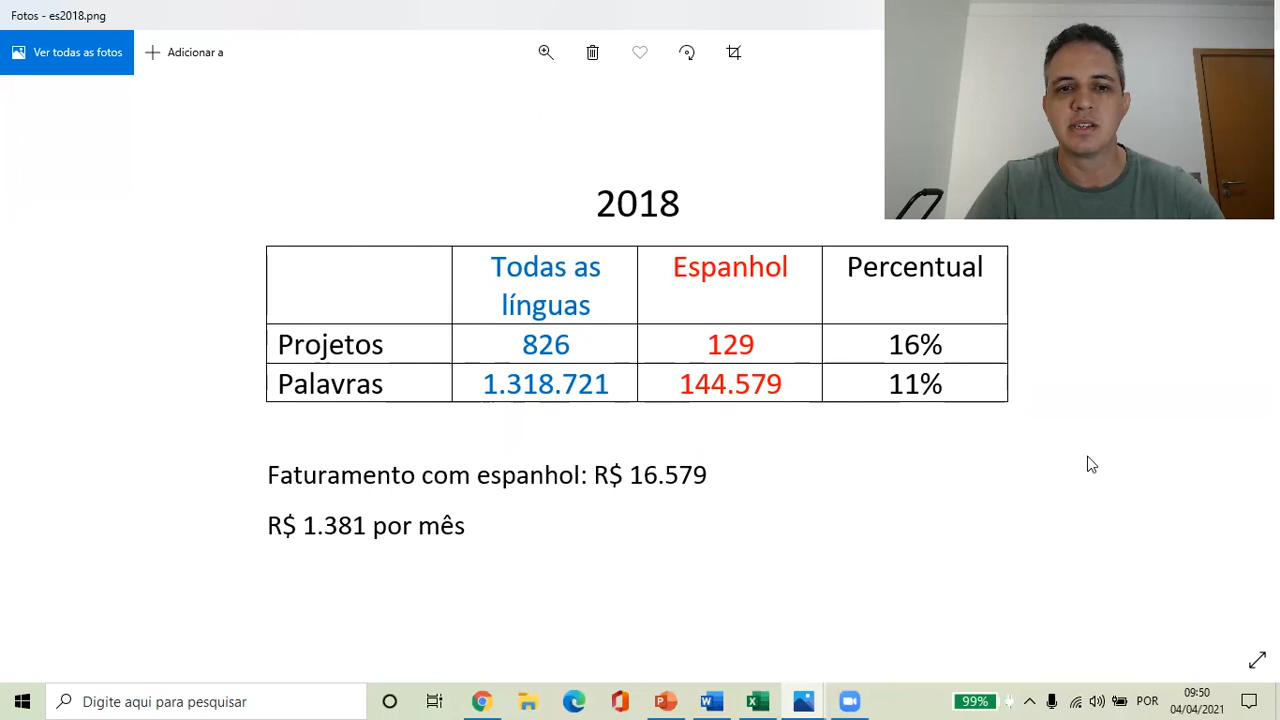 Fotos - es2018.png
Ver todas as fotos
Adicionar a
2018
Todas as línguas Espanhol Percentual
Projetos 826 129 16%
Palavras 1.318.721 144.579 11%
Faturamento com espanhol: R$ 16.579
R$ 1.381 por mês
Digite aqui para pesquisar
99%
POR
09:50
04/04/2021